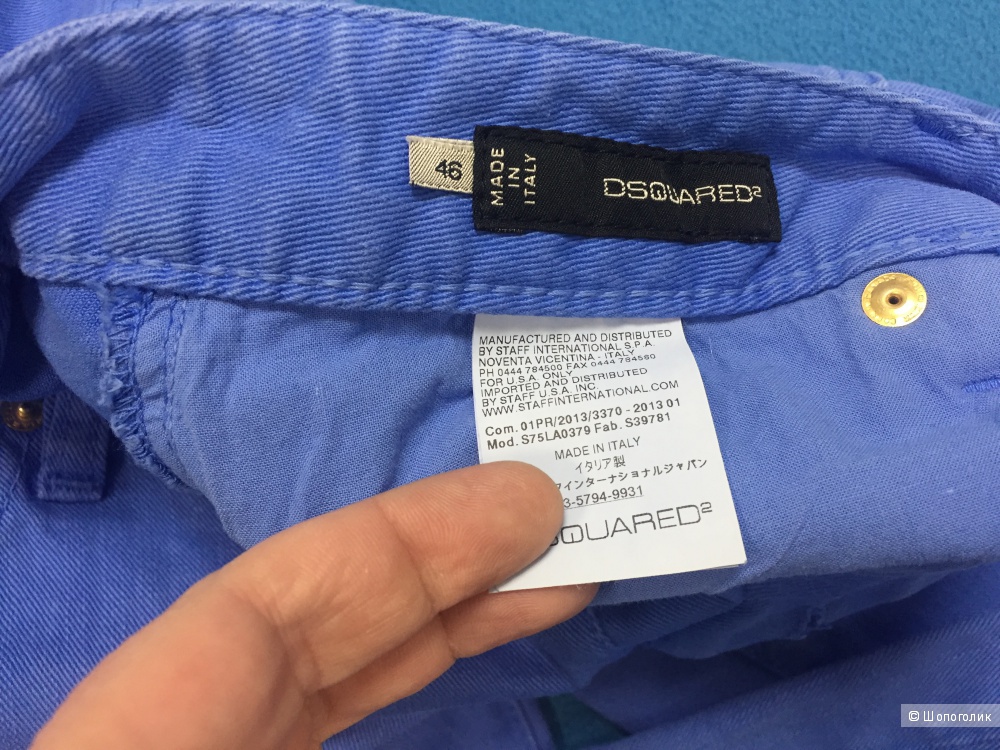 46
MADE
IN
ITALY
DSQUARED2
MANUFACTURED AND DISTRIBUTED
BY STAFF INTERNATIONAL S.P.A.
NOVENTA VICENTINA - ITALY
PH 0444 784500 FAX 0444 784560
FOR U.S.A. ONLY
IMPORTED AND DISTRIBUTED
BY STAFF U.S.A. INC.
WWW.STAFFINTERNATIONAL.COM
Com. 01PR/2013/3370 - 2013 01
Mod. S75LA0379 Fab. S39781
MADE IN ITALY
イタリア製
インターナショナルジャパン
3-5794-9931
SQUARED2
© Шопоголик